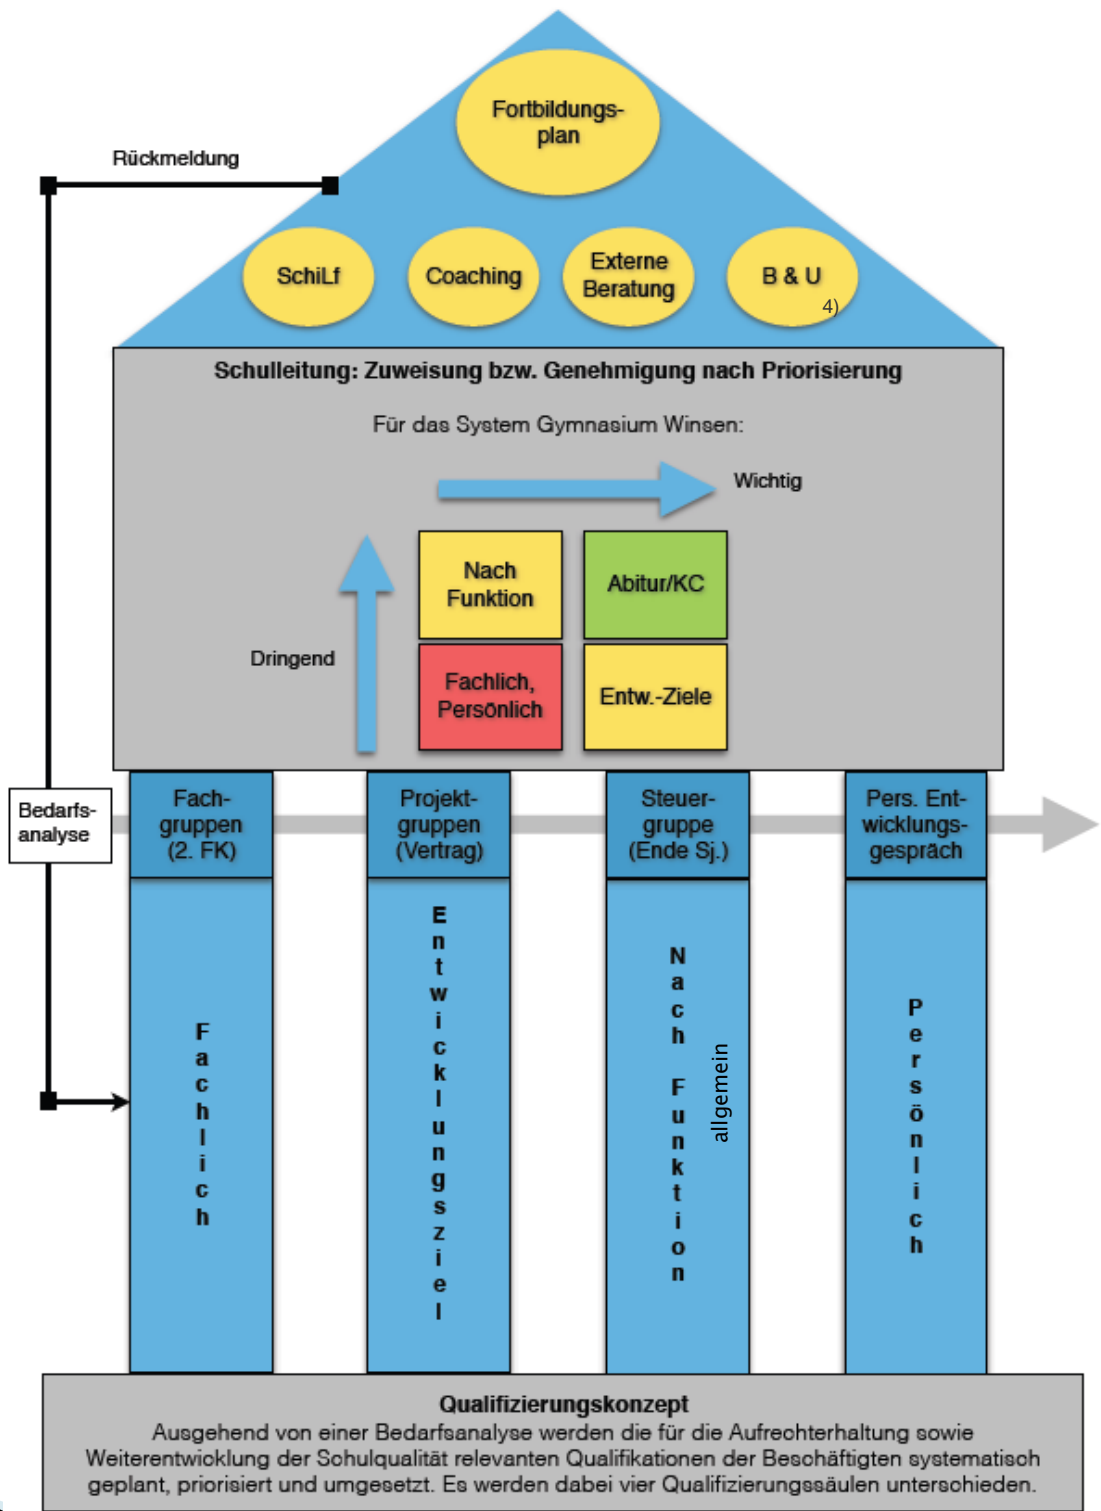 Fortbildungs-
plan
Rückmeldung
SchiLf
Coaching
Externe
Beratung
B & U
4)
Schulleitung: Zuweisung bzw. Genehmigung nach Priorisierung
Für das System Gymnasium Winsen:
Wichtig
Dringend
Nach
Funktion
Abitur/KC
Fachlich,
Persönlich
Entw.-Ziele
Bedarfs-
analyse
Fach-
gruppen
(2. FK)
Projekt-
gruppen
(Vertrag)
Steuer-
gruppe
(Ende Sj.)
Pers. Ent-
wicklungs-
gespräch
Fachlich
Entwicklungsziel
Nach Funktion
allgemein
Persönlich
Qualifizierungskonzept
Ausgehend von einer Bedarfsanalyse werden die für die Aufrechterhaltung sowie
Weiterentwicklung der Schulqualität relevanten Qualifikationen der Beschäftigten systematisch
geplant, priorisiert und umgesetzt. Es werden dabei vier Qualifizierungssäulen unterschieden.